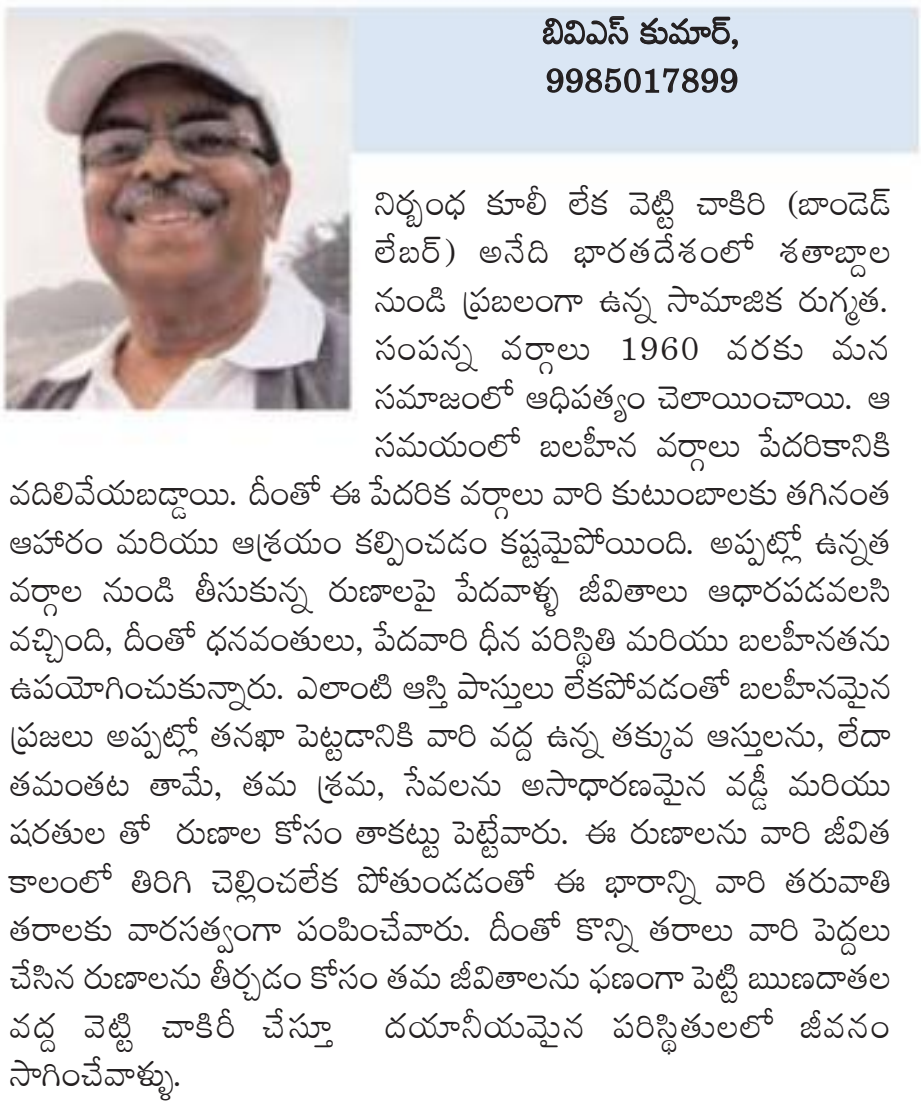 బివిఎస్ కుమార్,
9985017899
నిర్బంధ కూలీ లేక వెట్టి చాకిరి (బాండెడ్
లేబర్) అనేది భారతదేశంలో శతాబ్దాల
నుండి ప్రబలంగా ఉన్న సామాజిక రుగ్మత.
సంపన్న వర్గాలు 1960 వరకు మన
సమాజంలో ఆధిపత్యం చెలాయించాయి. ఆ
సమయంలో బలహీన వర్గాలు పేదరికానికి
వదిలివేయబడ్డాయి. దీంతో ఈ పేదరిక వర్గాలు వారి కుటుంబాలకు తగినంత
ఆహారం మరియు ఆశ్రయం కల్పించడం కష్టమైపోయింది. అప్పట్లో ఉన్నత
వర్గాల నుండి తీసుకున్న రుణాలపై పేదవాళ్ళ జీవితాలు ఆధారపడవలసి
వచ్చింది, దీంతో ధనవంతులు, పేదవారి ధీన పరిస్థితి మరియు బలహీనతను
ఉపయోగించుకున్నారు. ఎలాంటి ఆస్తి పాస్తులు లేకపోవడంతో బలహీనమైన
ప్రజలు అప్పట్లో తనఖా పెట్టడానికి వారి వద్ద ఉన్న తక్కువ ఆస్తులను, లేదా
తమంతట తామే, తమ శ్రమ, సేవలను అసాధారణమైన వడ్డీ మరియు
షరతుల తో రుణాల కోసం తాకట్టు పెట్టేవారు. ఈ రుణాలను వారి జీవిత
కాలంలో తిరిగి చెల్లించలేక పోతుండడంతో ఈ భారాన్ని వారి తరువాతి
తరాలకు వారసత్వంగా పంపించేవారు. దీంతో కొన్ని తరాలు వారి పెద్దలు
చేసిన రుణాలను తీర్చడం కోసం తమ జీవితాలను ఫణంగా పెట్టి ఋణదాతల
వద్ద వెట్టి చాకిరీ చేస్తూ దయానీయమైన పరిస్థితులలో జీవనం
సాగించేవాళ్ళు.